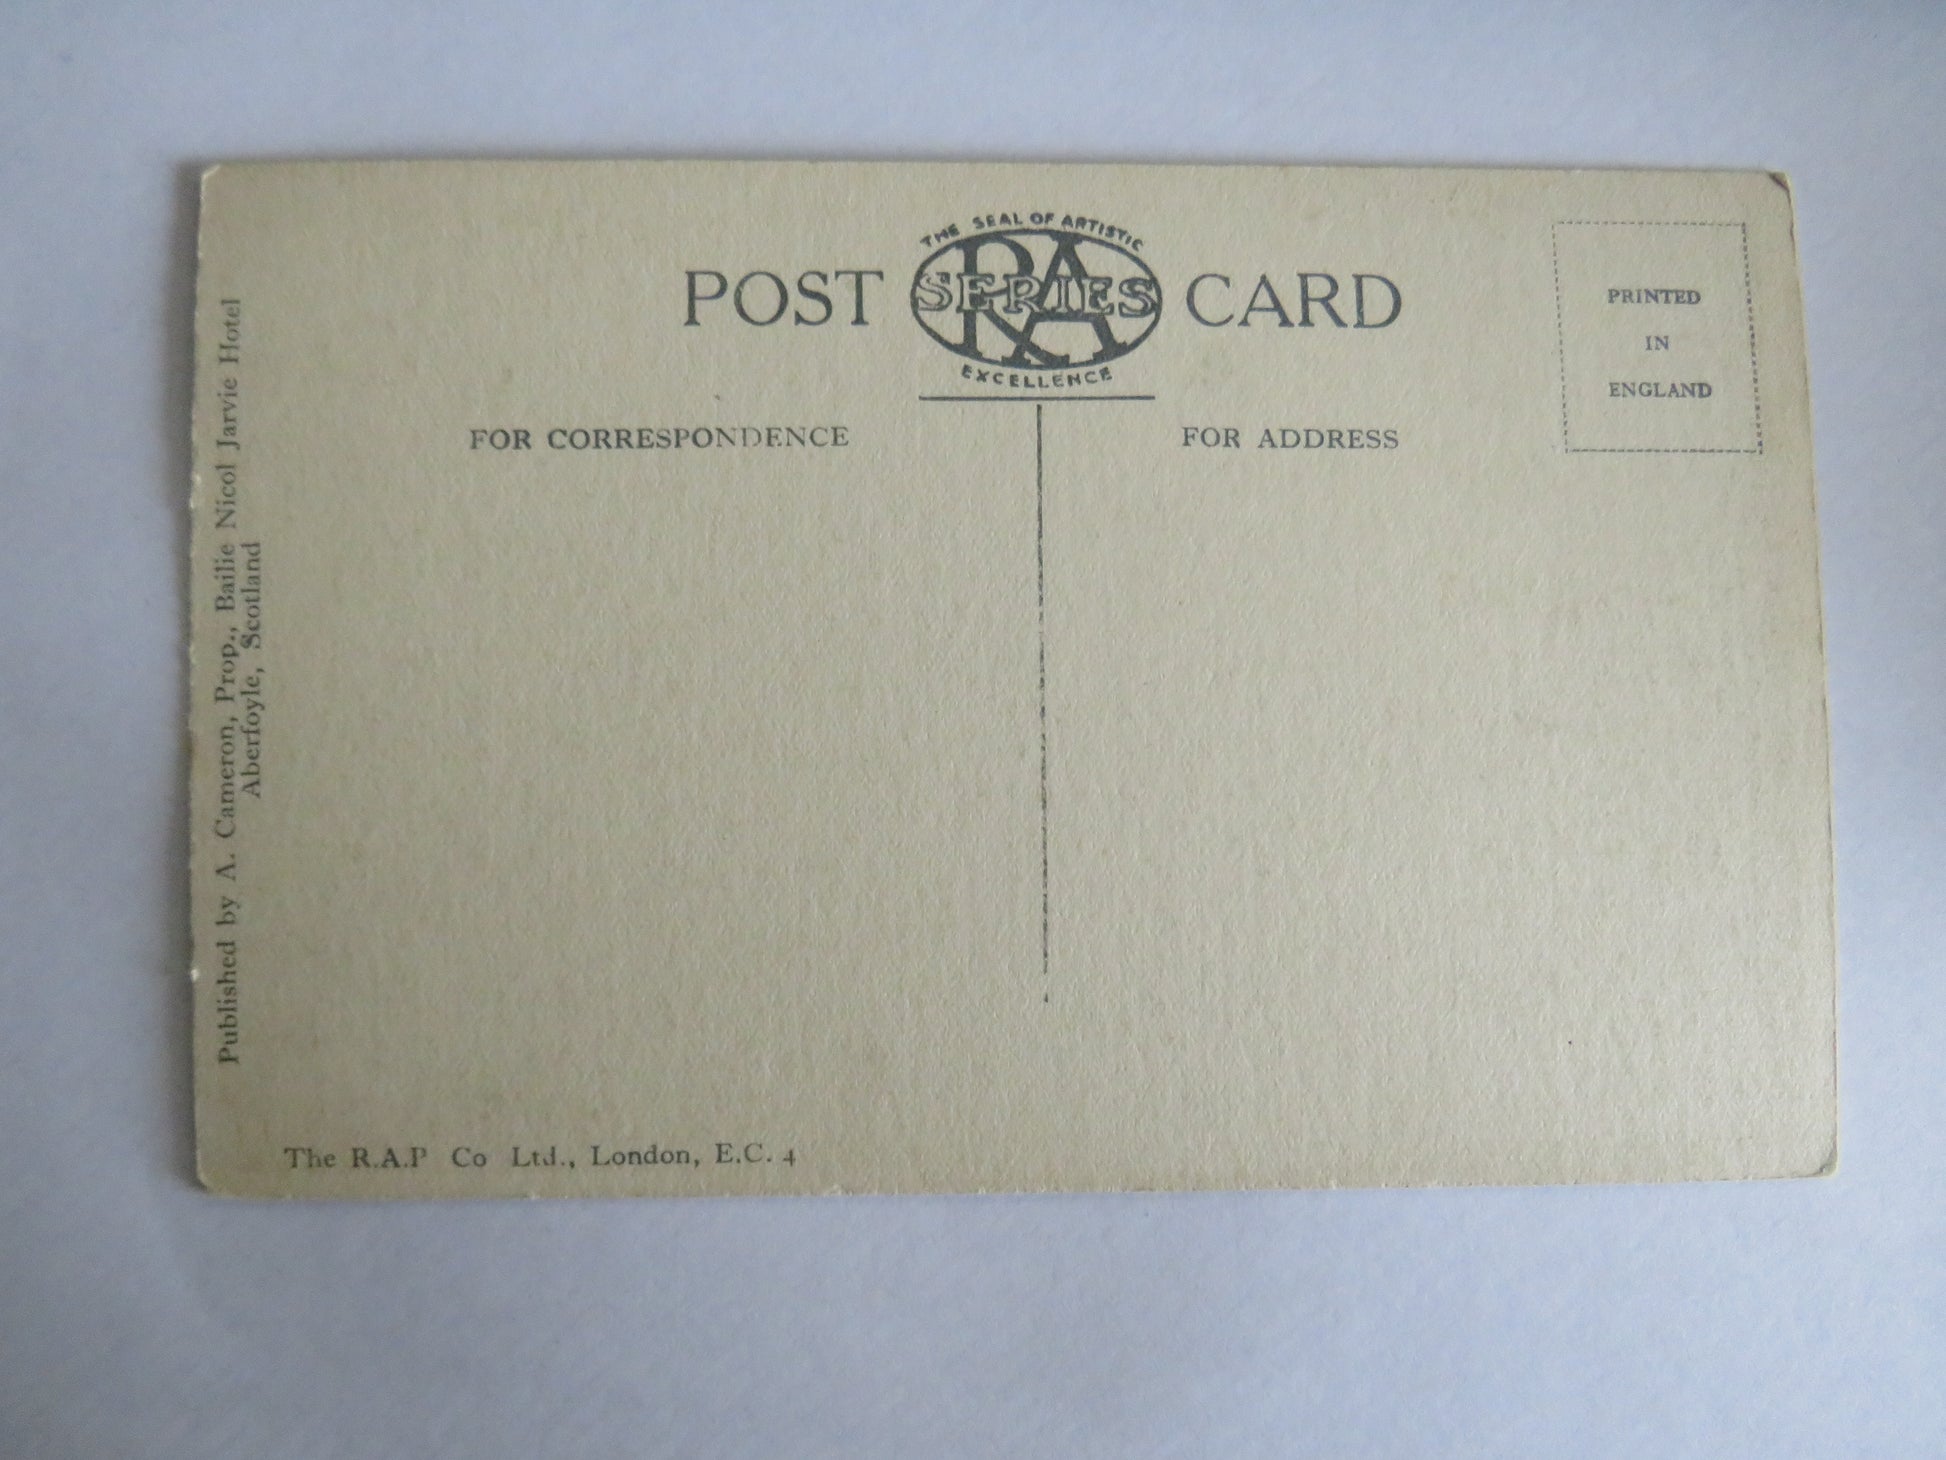 THE SEAL OF ARTISTIC
POST RA SERIES CARD
EXCELLENCE
PRINTED
IN
ENGLAND
FOR CORRESPONDENCE
FOR ADDRESS
Published by A. Cameron, Prop., Bailie Nicol Jarvie Hotel
Aberfoyle, Scotland
The R.A.P Co Ltd., London, E.C. 4